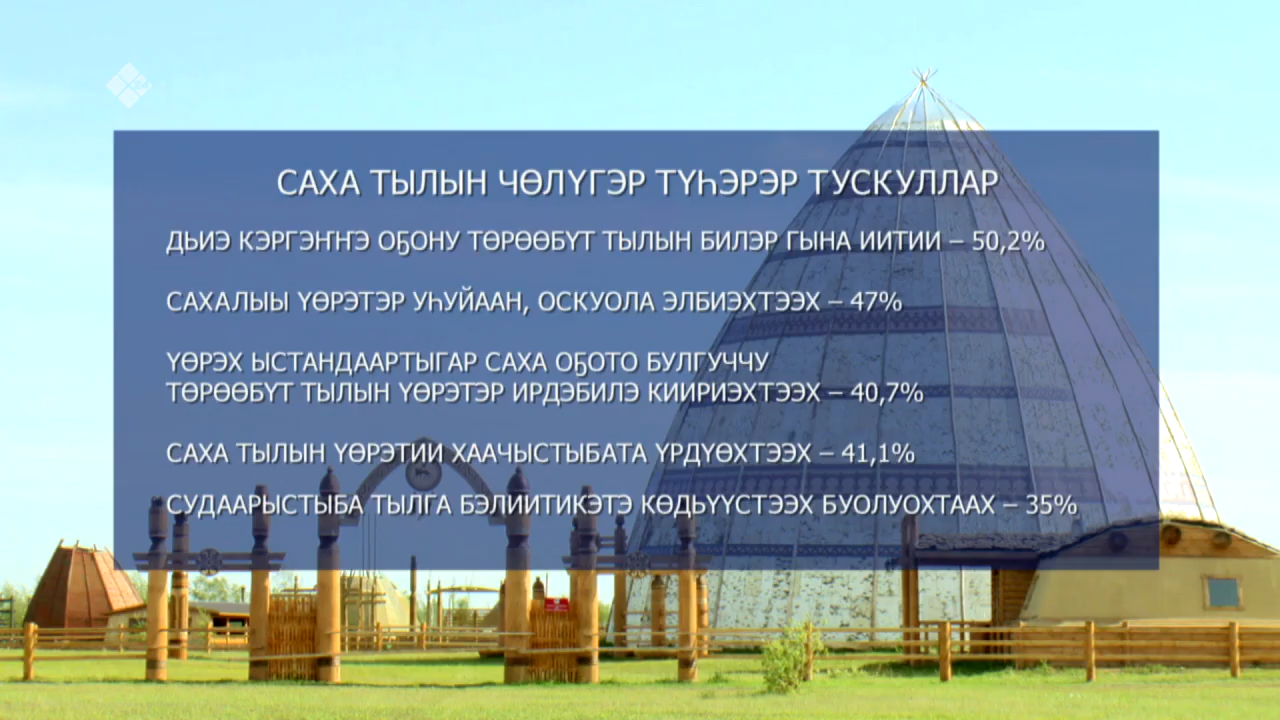 САХА ТЫЛЫН ЧӨЛҮГЭР ТҮҺЭРЭР ТУСКУЛЛАР
ДЬИЭ КЭРГЭҤҤЭ ОҔОНУ ТӨРӨӨБҮТ ТЫЛЫН БИЛЭР ГЫНА ИИТИИ – 50,2%
САХАЛЫЫ ҮӨРЭТЭР УҺУЙААН, ОСКУОЛА ЭЛБИЭХТЭЭХ – 47%
ҮӨРЭХ ЫСТАНДААРТЫГАР САХА ОҔОТО БУЛГУЧЧУ
ТӨРӨӨБҮТ ТЫЛЫН ҮӨРЭТЭР ИРДЭБИЛЭ КИИРИЭХТЭЭХ – 40,7%
САХА ТЫЛЫН ҮӨРЭТИИ ХААЧЫСТЫБАТА ҮРДҮӨХТЭЭХ – 41,1%
СУДААРЫСТЫБА ТЫЛГА БЭЛИИТИКЭТЭ КӨДЬҮҮСТЭЭХ БУОЛУОХТААХ – 35%